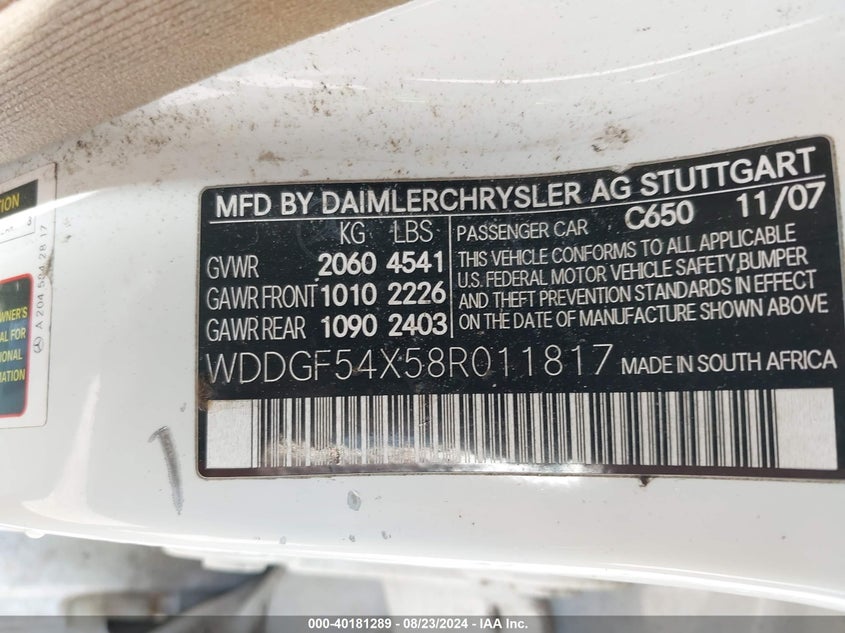 MFD BY DAIMLERCHRYSLER AG STUTTGART
KG LBS
GVWR 2060 4541
GAWR FRONT 1010 2226
GAWR REAR 1090 2403
PASSENGER CAR C650 11/07
THIS VEHICLE CONFORMS TO ALL APPLICABLE
U.S. FEDERAL MOTOR VEHICLE SAFETY, BUMPER
AND THEFT PREVENTION STANDARDS IN EFFECT
ON THE DATE OF MANUFACTURE SHOWN ABOVE
WDDGF54X58R011817 MADE IN SOUTH AFRICA
000-40181289 - 08/23/2024 - IAA Inc.